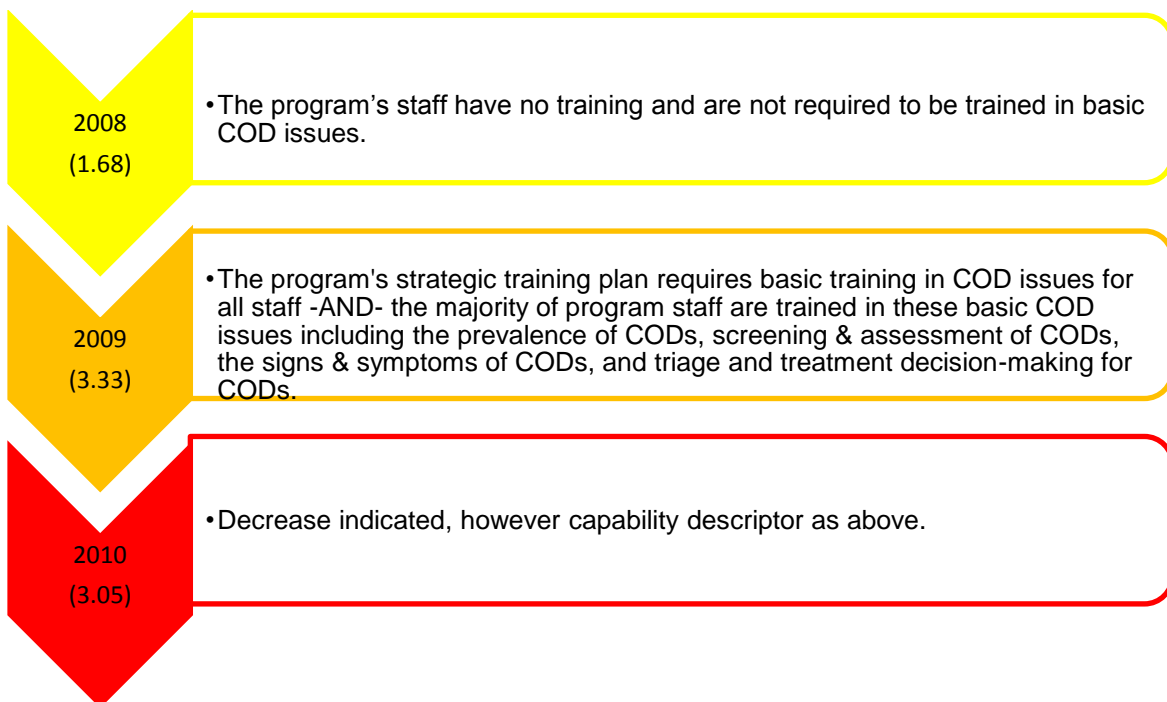 2008
(1.68)
•The program’s staff have no training and are not required to be trained in basic
COD issues.
2009
(3.33)
•The program's strategic training plan requires basic training in COD issues for
all staff -AND- the majority of program staff are trained in these basic COD
issues including the prevalence of CODs, screening & assessment of CODs,
the signs & symptoms of CODs, and triage and treatment decision-making for
CODs.
2010
(3.05)
•Decrease indicated, however capability descriptor as above.